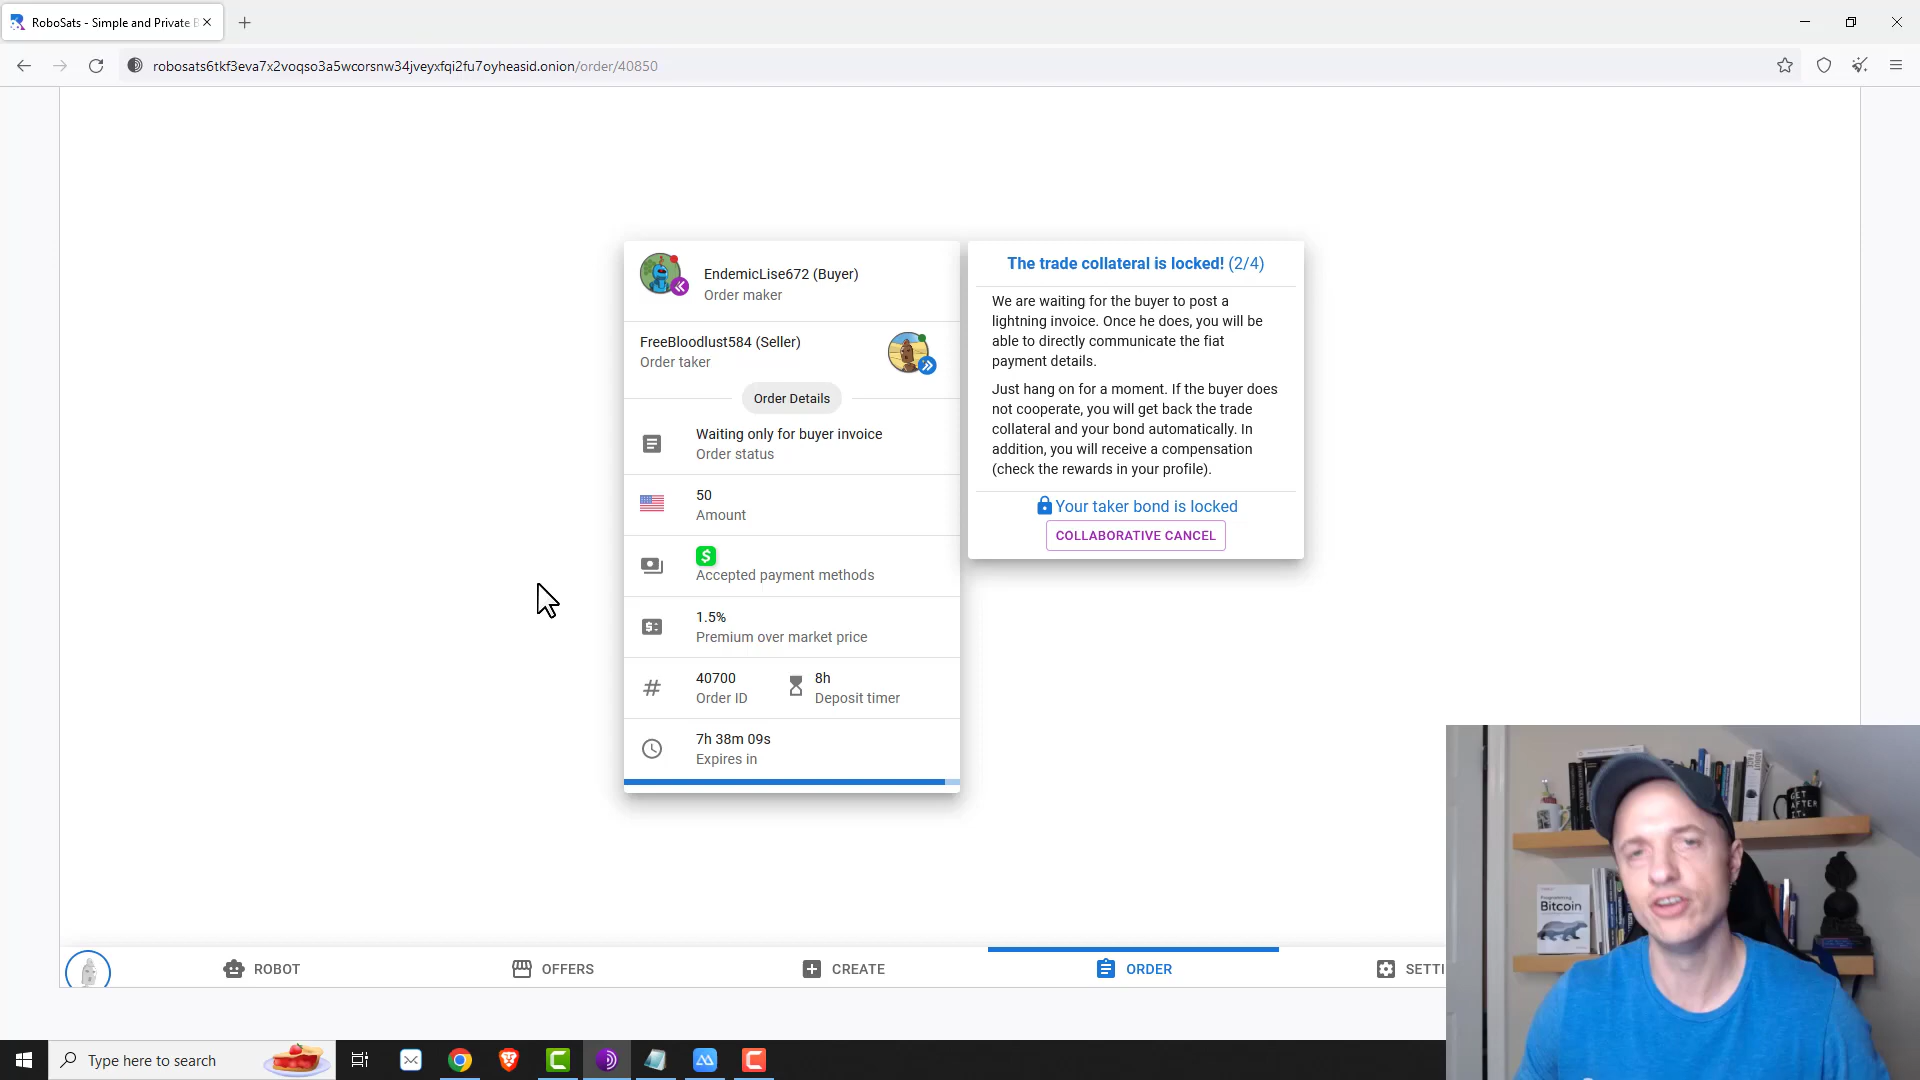 RoboSats - Simple and Private B
robosats6tkf3eva7x2voqso3a5wcorsnw34jveyxfqi2fu7oyheasid.onion/order/40850
EndemicLise672 (Buyer)
Order maker
FreeBloodlust584 (Seller)
Order taker
Order Details
Waiting only for buyer invoice
Order status
50
Amount
Accepted payment methods
1.5%
Premium over market price
40700
Order ID
8h
Deposit timer
7h 38m 09s
Expires in
The trade collateral is locked! (2/4)
We are waiting for the buyer to post a
lightning invoice. Once he does, you will be
able to directly communicate the fiat
payment details.
Just hang on for a moment. If the buyer does
not cooperate, you will get back the trade
collateral and your bond automatically. In
addition, you will receive a compensation
(check the rewards in your profile).
Your taker bond is locked
COLLABORATIVE CANCEL
ROBOT
OFFERS
CREATE
ORDER
SETTI
Type here to search
GET
AFTER
IT.
Bitcoin